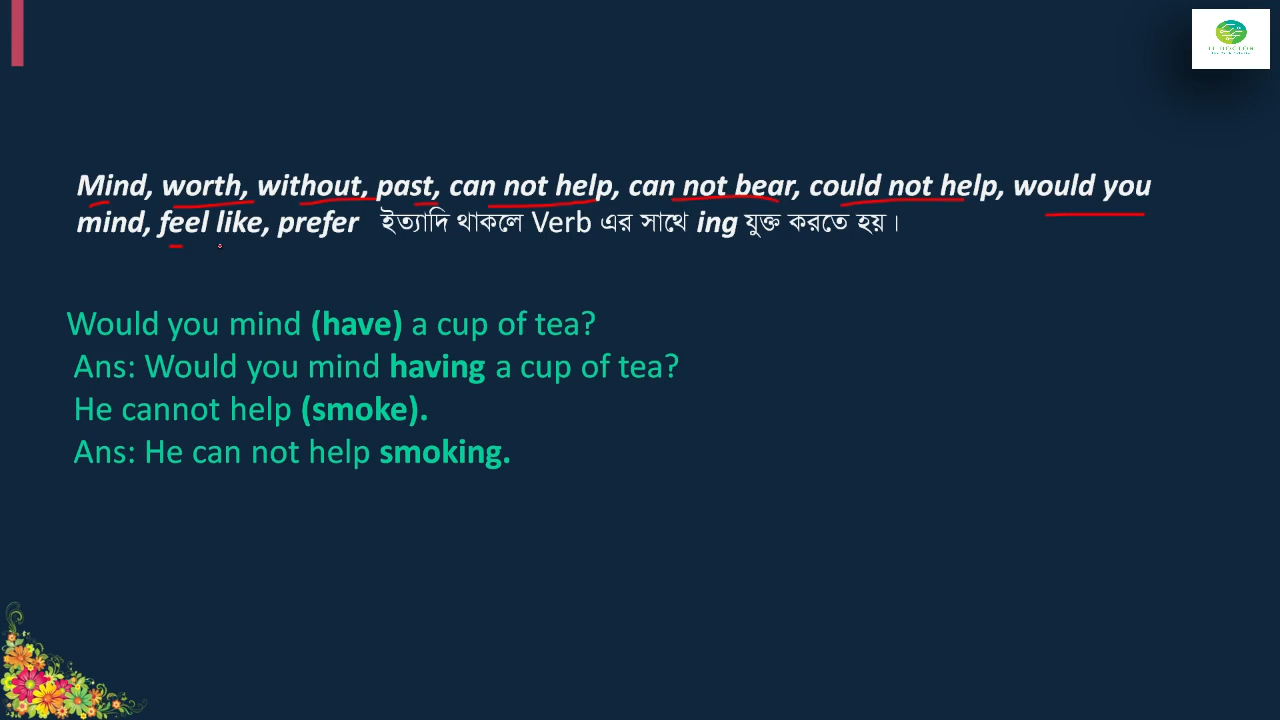 Mind, worth, without, past, can not help, can not bear, could not help, would you
mind, feel like, prefer ইত্যাদি থাকলে Verb এর সাথে ing যুক্ত করতে হয়।
Would you mind (have) a cup of tea?
Ans: Would you mind having a cup of tea?
He cannot help (smoke).
Ans: He can not help smoking.